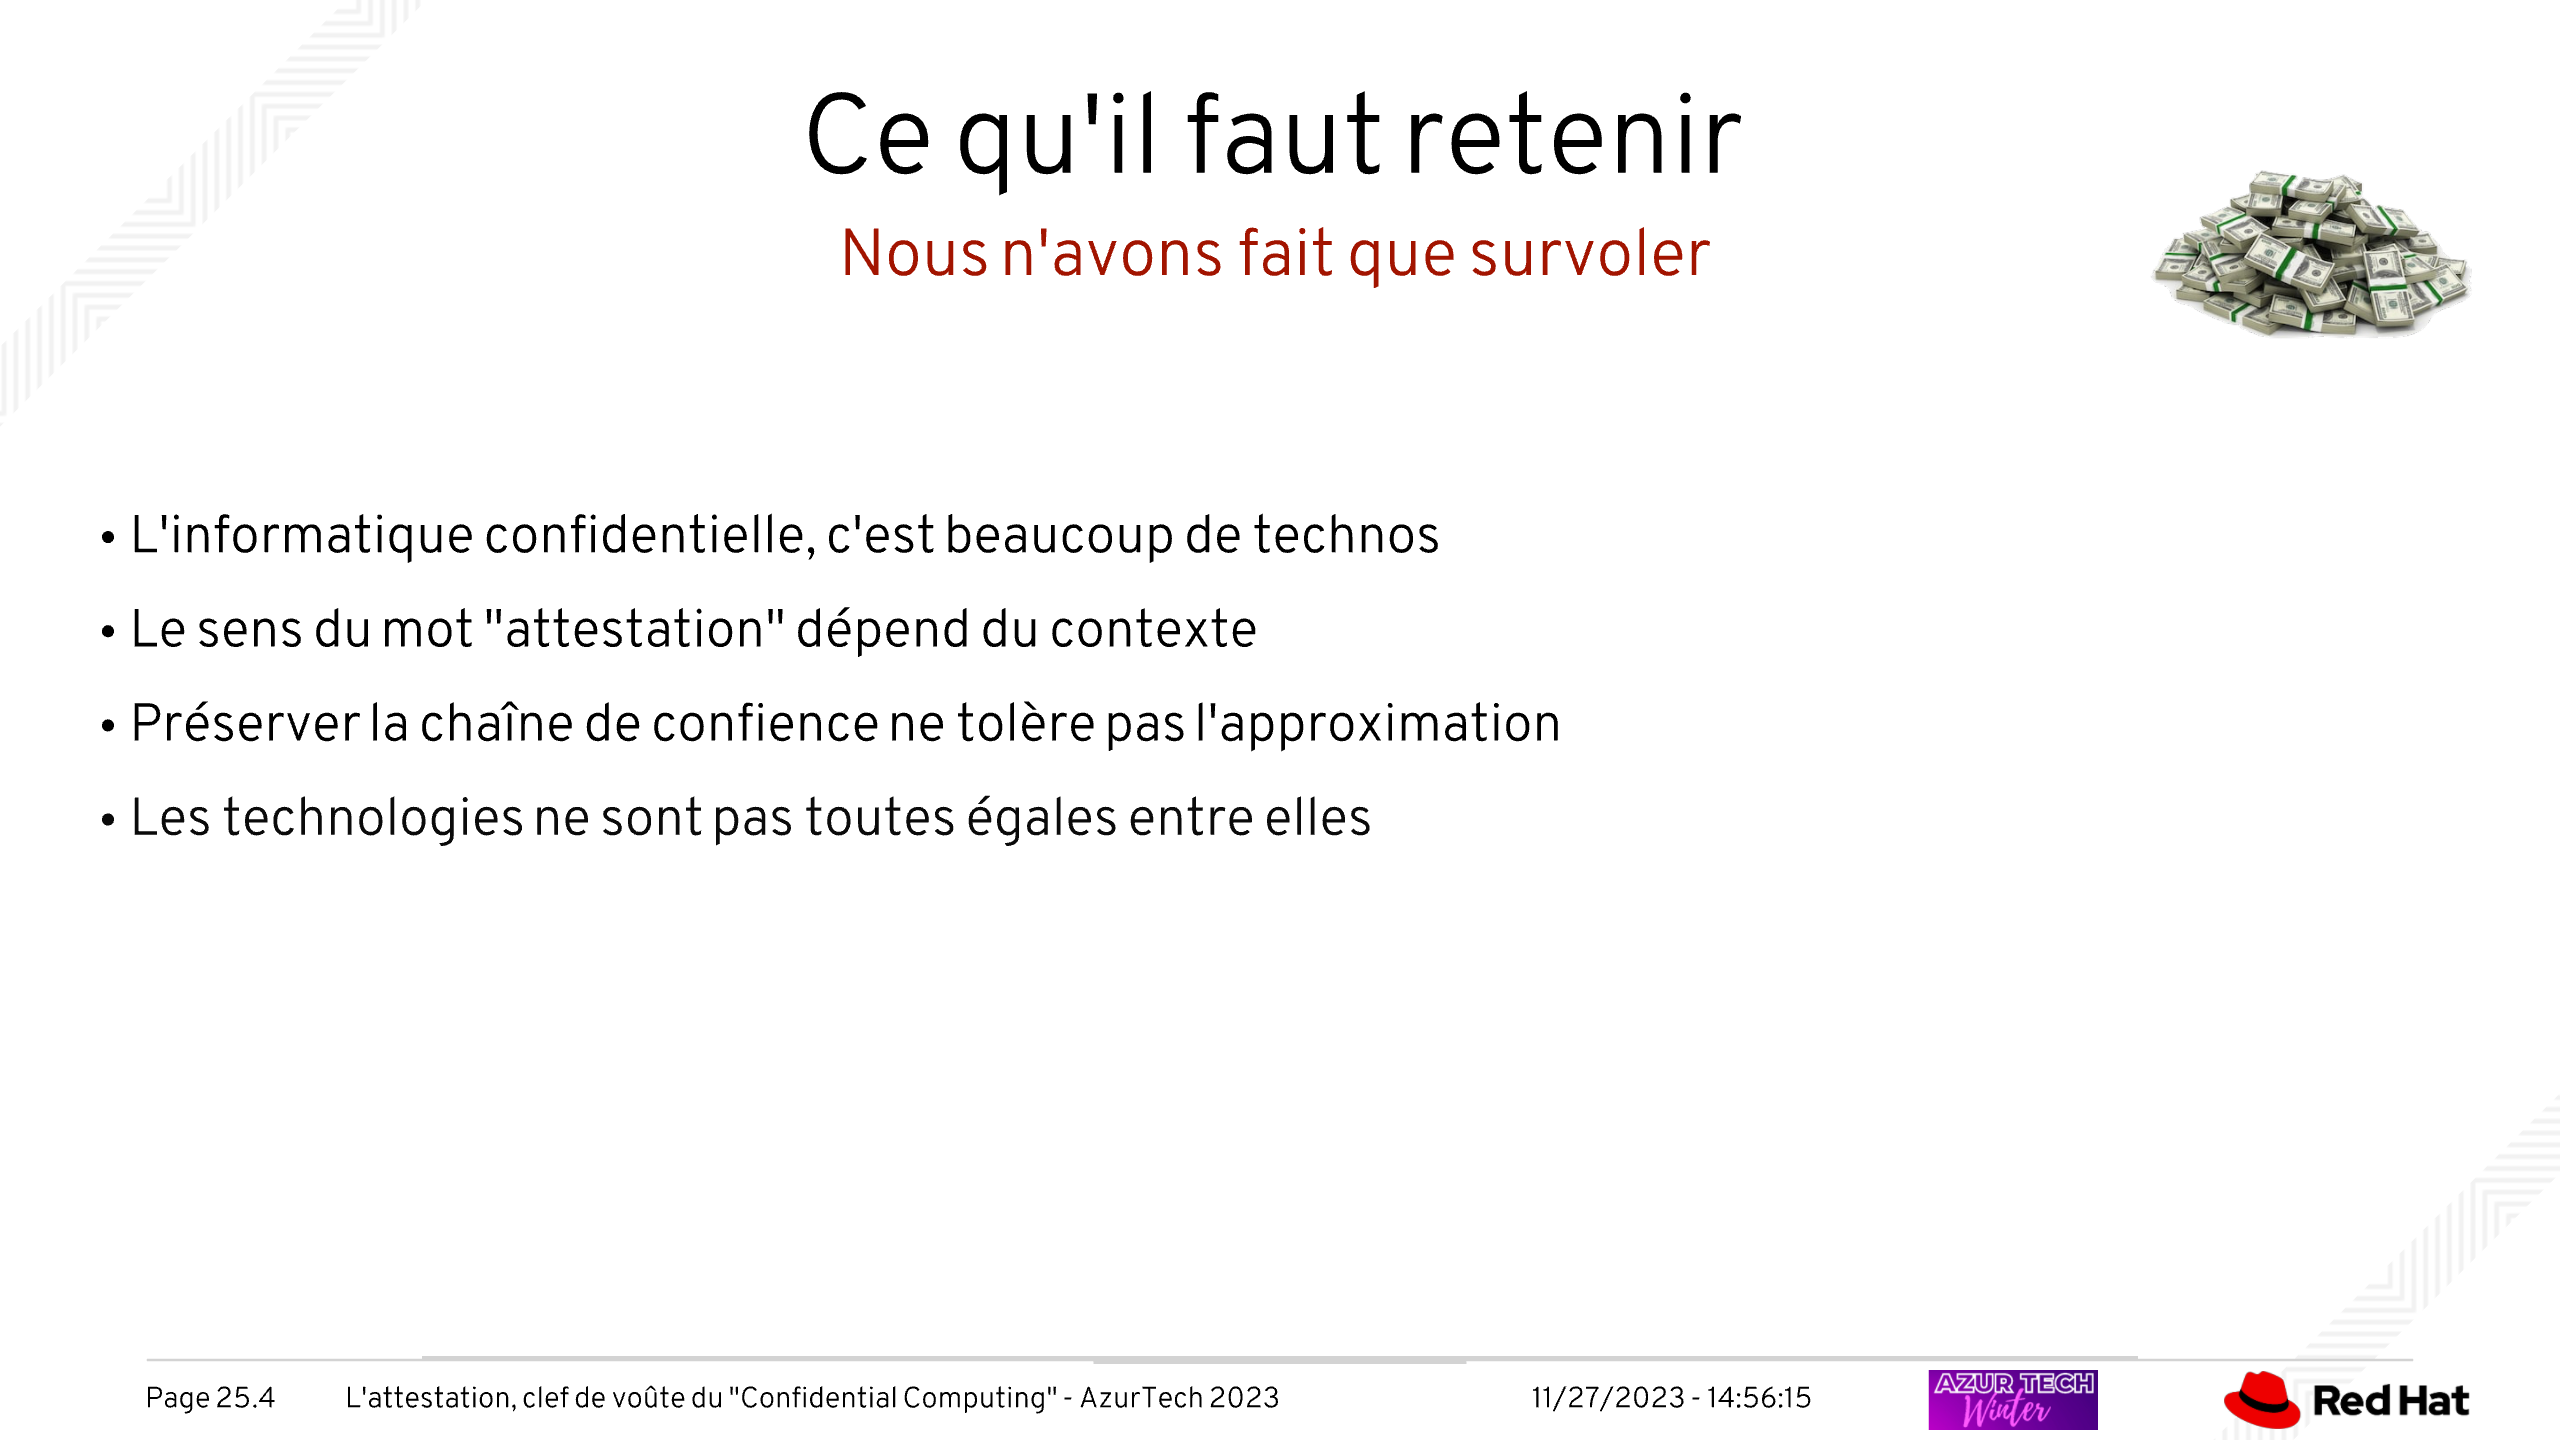 Ce qu'il faut retenir
Nous n'avons fait que survoler
• L'informatique confidentielle, c'est beaucoup de technos
• Le sens du mot "attestation" dépend du contexte
• Préserver la chaîne de confience ne tolère pas l'approximation
• Les technologies ne sont pas toutes égales entre elles
Page 25.4 L'attestation, clef de voûte du "Confidential Computing" - AzurTech 2023 11/27/2023 - 14:56:15
AZUR TECH
Winter
Red Hat